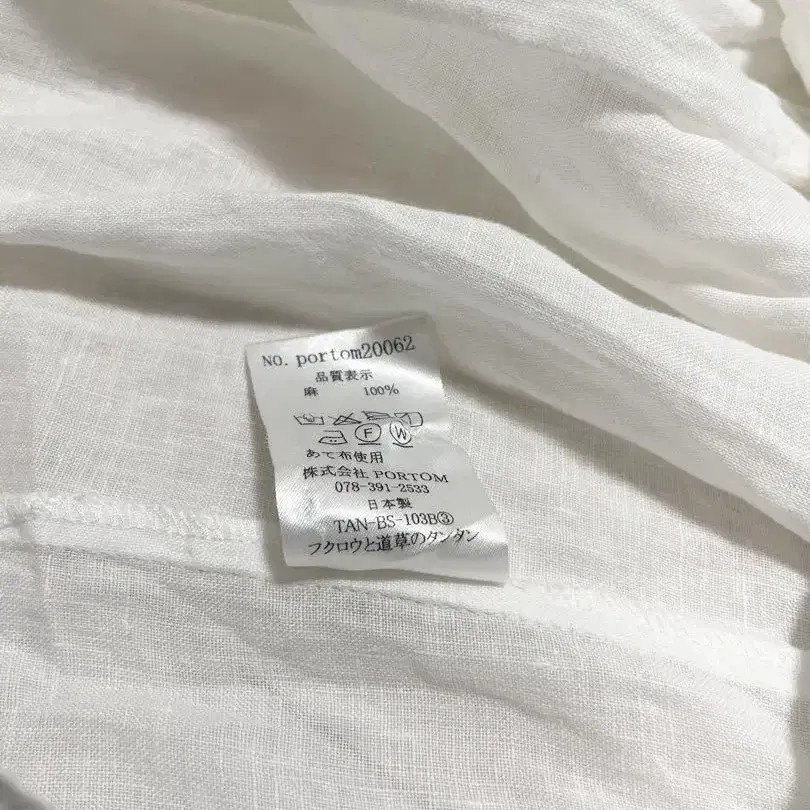 NO. portom20062
品質表示
麻 100%
F W
あて布使用
株式会社 PORTOM
078-391-2533
日本製
TAN-BS-103B③
フクロウと道草のタンタン